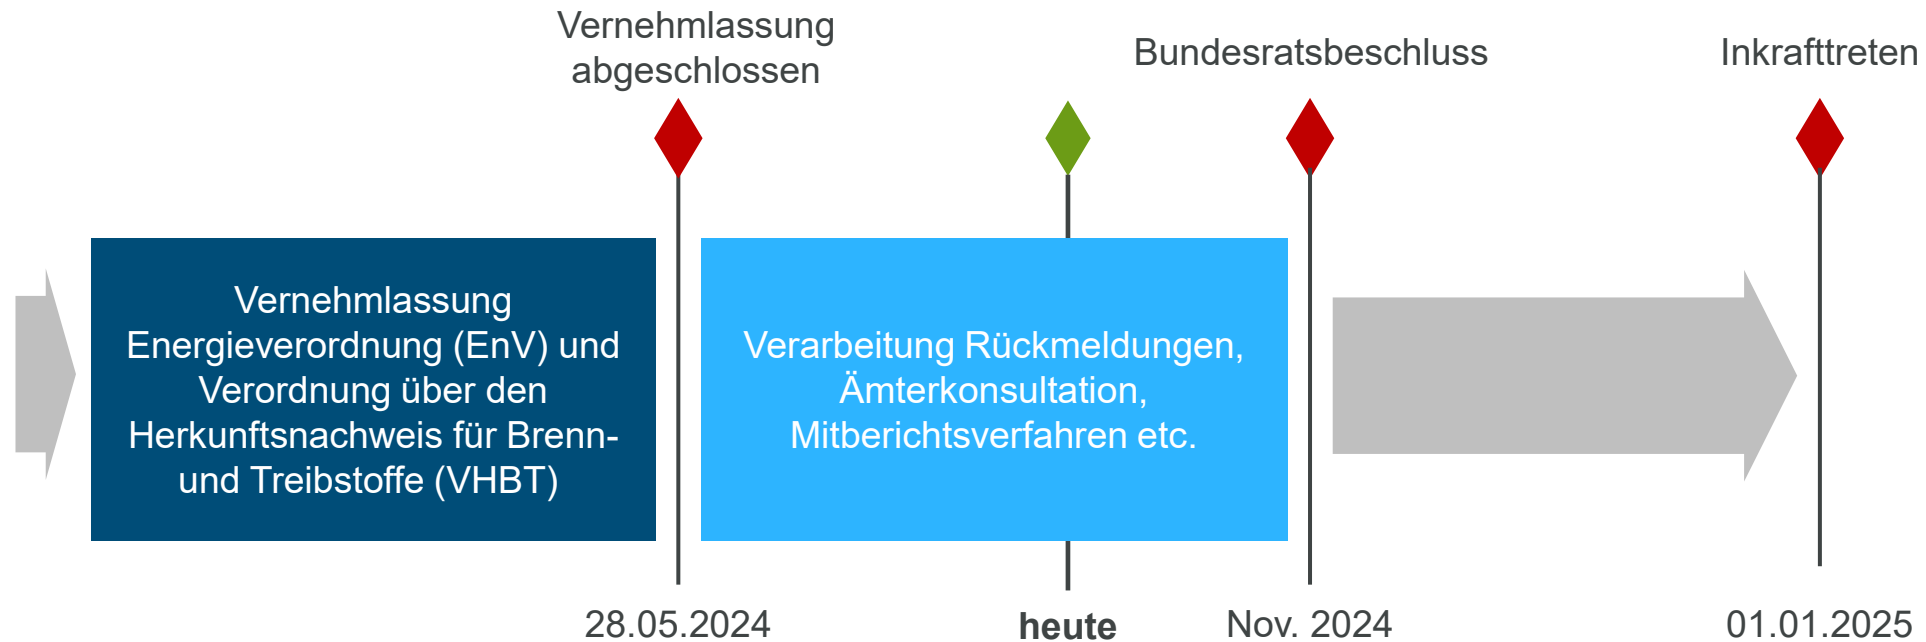 Vernehmlassung
abgeschlossen
Bundesratsbeschluss
Inkrafttreten
Vernehmlassung
Energieverordnung (EnV) und
Verordnung über den
Herkunftsnachweis für Brenn-
und Treibstoffe (VHBT)
Verarbeitung Rückmeldungen,
Ämterkonsultation,
Mitberichtsverfahren etc.
28.05.2024
heute
Nov. 2024
01.01.2025